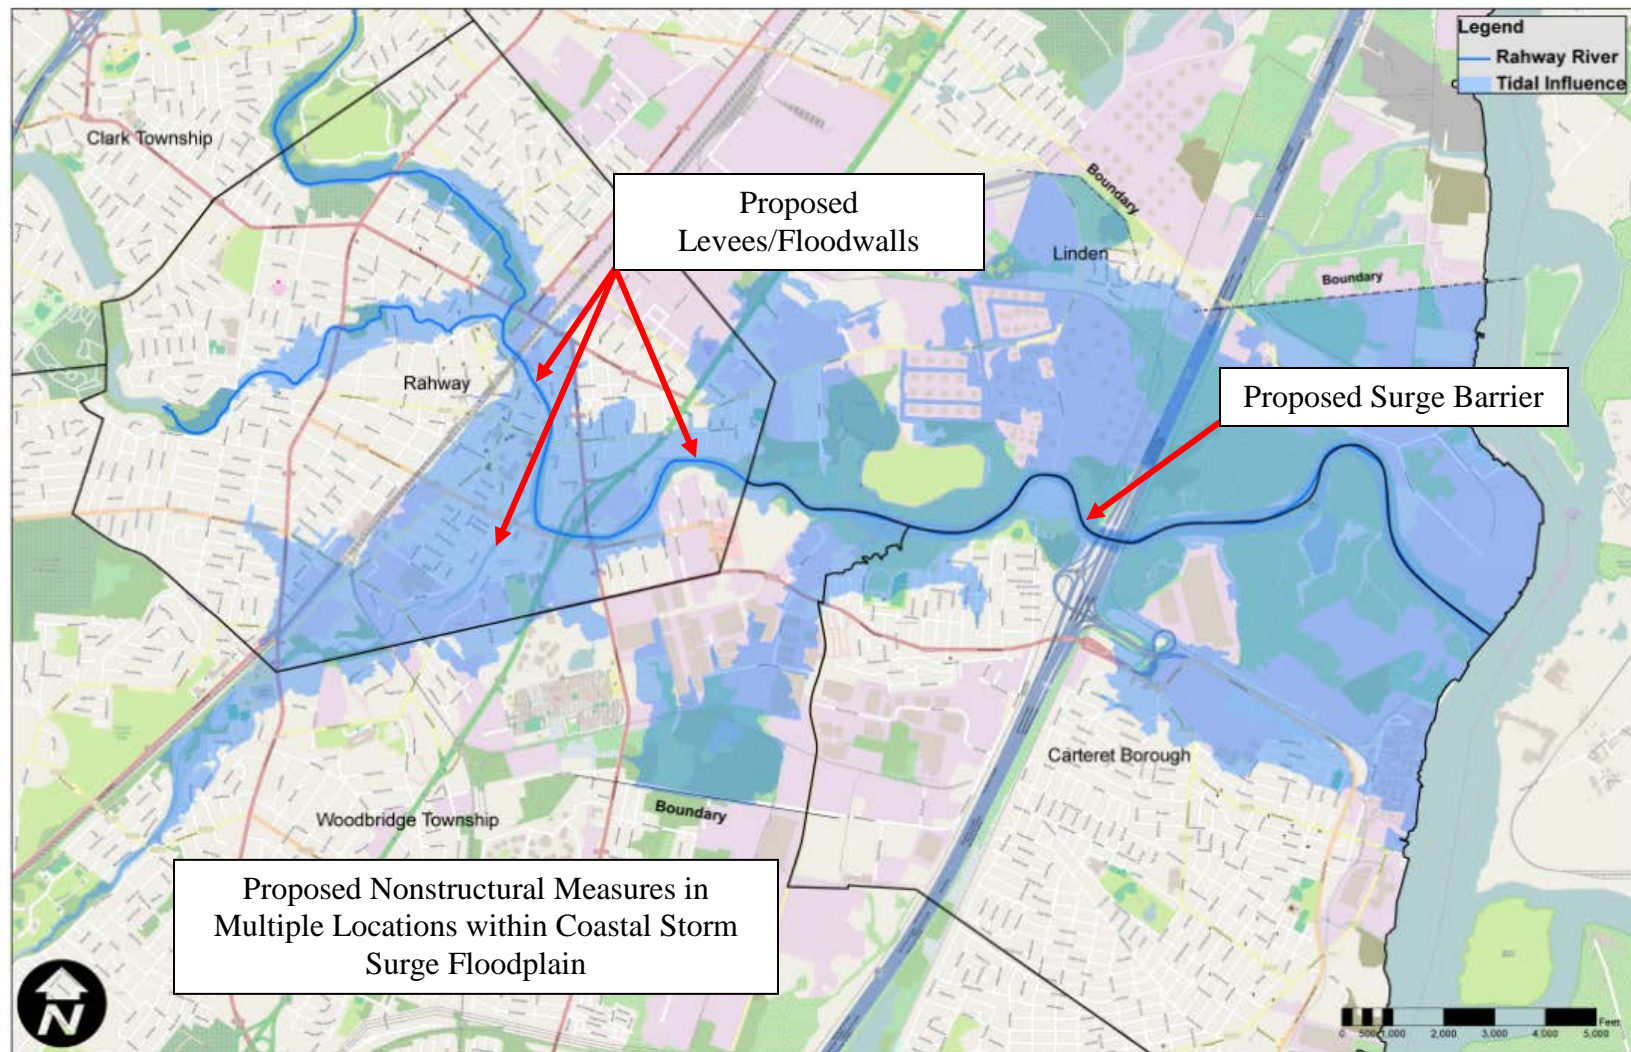 Legend
Rahway River
Tidal Influence
Clark Township
Proposed
Levees/Floodwalls
Boundary
Linden
Boundary
Rahway
Proposed Surge Barrier
Carteret Borough
Boundary
Woodbridge Township
Proposed Nonstructural Measures in
Multiple Locations within Coastal Storm
Surge Floodplain
N
0 500 1,000 2,000 3,000 4,000 5,000
Feet